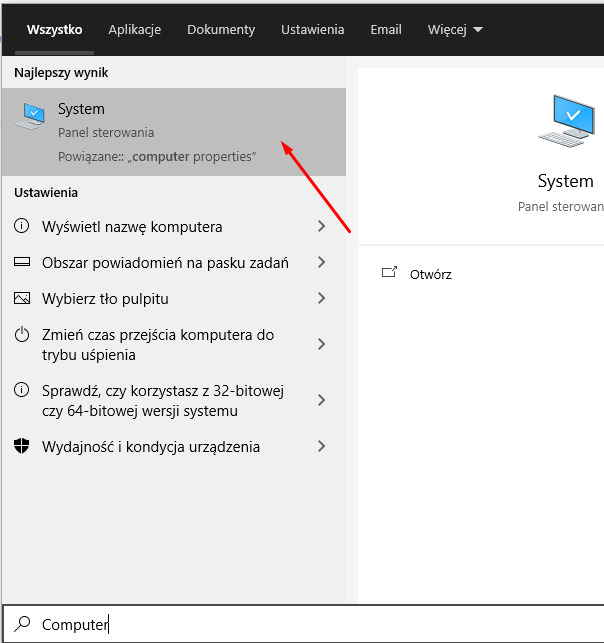 Wszystko Aplikacje Dokumenty Ustawienia Email Więcej
Najlepszy wynik
System
Panel sterowania
Powiązane:: „computer properties”
Ustawienia
Wyświetl nazwę komputera
Obszar powiadomień na pasku zadań
Wybierz tło pulpitu
Zmień czas przejścia komputera do
trybu uśpienia
Sprawdź, czy korzystasz z 32-bitowej
czy 64-bitowej wersji systemu
Wydajność i kondycja urządzenia
System
Panel sterowan
Otwórz
Computer